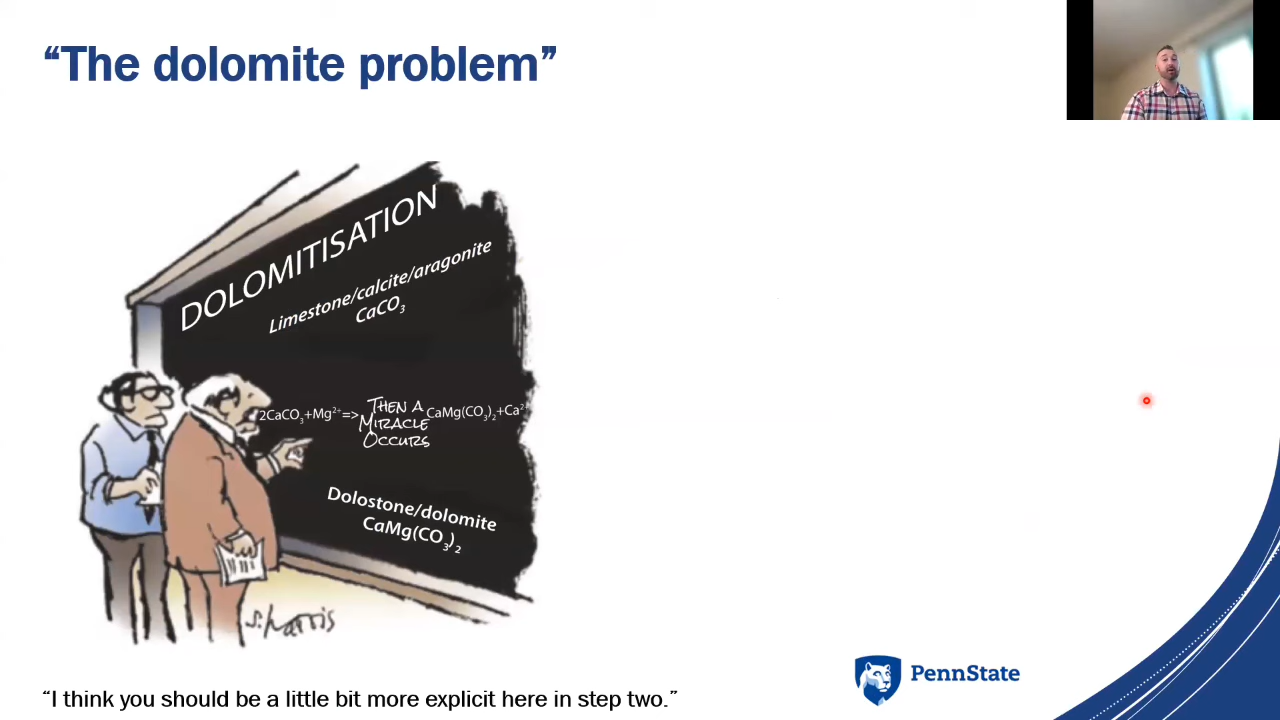 “The dolomite problem”
DOLOMITISATION
Limestone/calcite/aragonite
CaCO₃
2CaCO₃+Mg²⁺=> THEN A MIRACLE OCCURS CaMg(CO₃)₂+Ca²⁺
Dolostone/dolomite
CaMg(CO₃)₂
S. Harris
PennState
“I think you should be a little bit more explicit here in step two.”